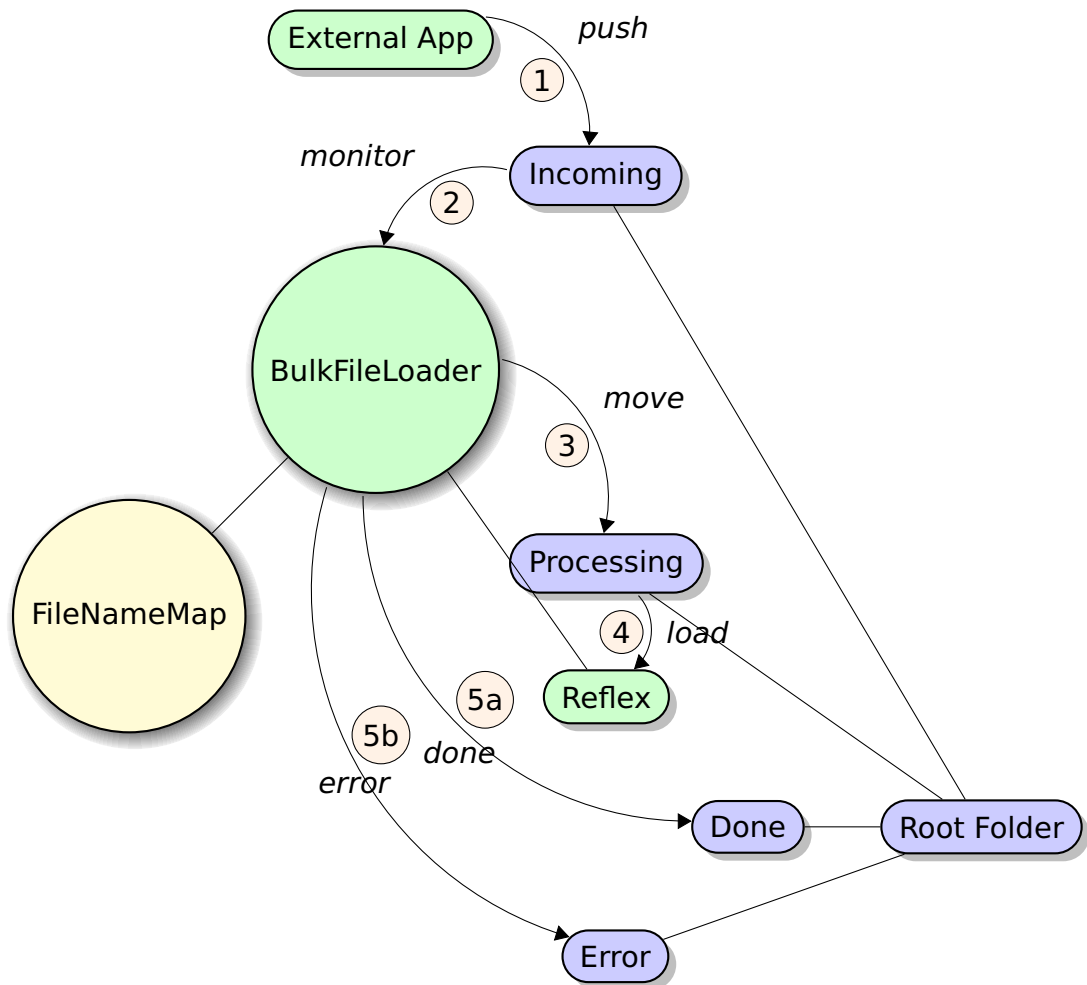 External App
push
1
Incoming
monitor
2
BulkFileLoader
move
3
Processing
FileNameMap
4
load
Reflex
5a
5b
done
error
Done
Root Folder
Error